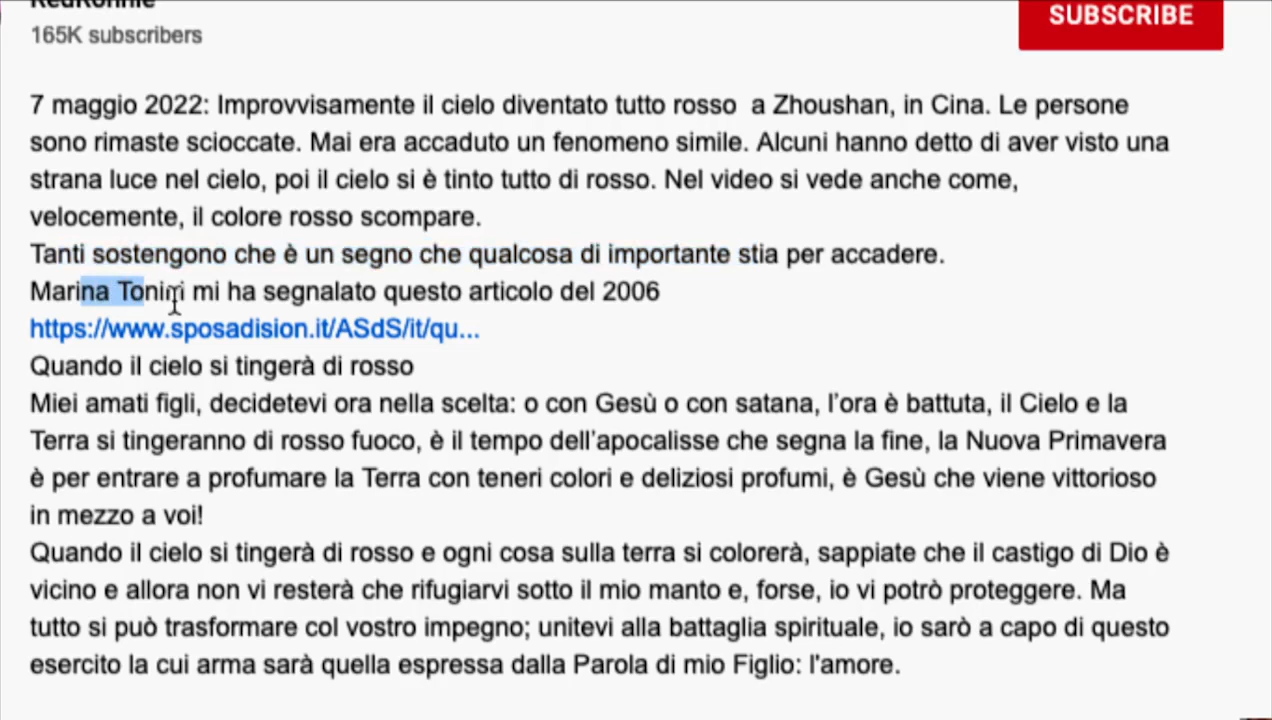 RedRonnie
165K subscribers
SUBSCRIBE
7 maggio 2022: Improvvisamente il cielo diventato tutto rosso a Zhoushan, in Cina. Le persone
sono rimaste scioccate. Mai era accaduto un fenomeno simile. Alcuni hanno detto di aver visto una
strana luce nel cielo, poi il cielo si è tinto tutto di rosso. Nel video si vede anche come,
velocemente, il colore rosso scompare.
Tanti sostengono che è un segno che qualcosa di importante stia per accadere.
Marina Tonini mi ha segnalato questo articolo del 2006
https://www.sposadision.it/ASdS/it/qu...
Quando il cielo si tingerà di rosso
Miei amati figli, decidetevi ora nella scelta: o con Gesù o con satana, l’ora è battuta, il Cielo e la
Terra si tingeranno di rosso fuoco, è il tempo dell’apocalisse che segna la fine, la Nuova Primavera
è per entrare a profumare la Terra con teneri colori e deliziosi profumi, è Gesù che viene vittorioso
in mezzo a voi!
Quando il cielo si tingerà di rosso e ogni cosa sulla terra si colorerà, sappiate che il castigo di Dio è
vicino e allora non vi resterà che rifugiarvi sotto il mio manto e, forse, io vi potrò proteggere. Ma
tutto si può trasformare col vostro impegno; unitevi alla battaglia spirituale, io sarò a capo di questo
esercito la cui arma sarà quella espressa dalla Parola di mio Figlio: l'amore.